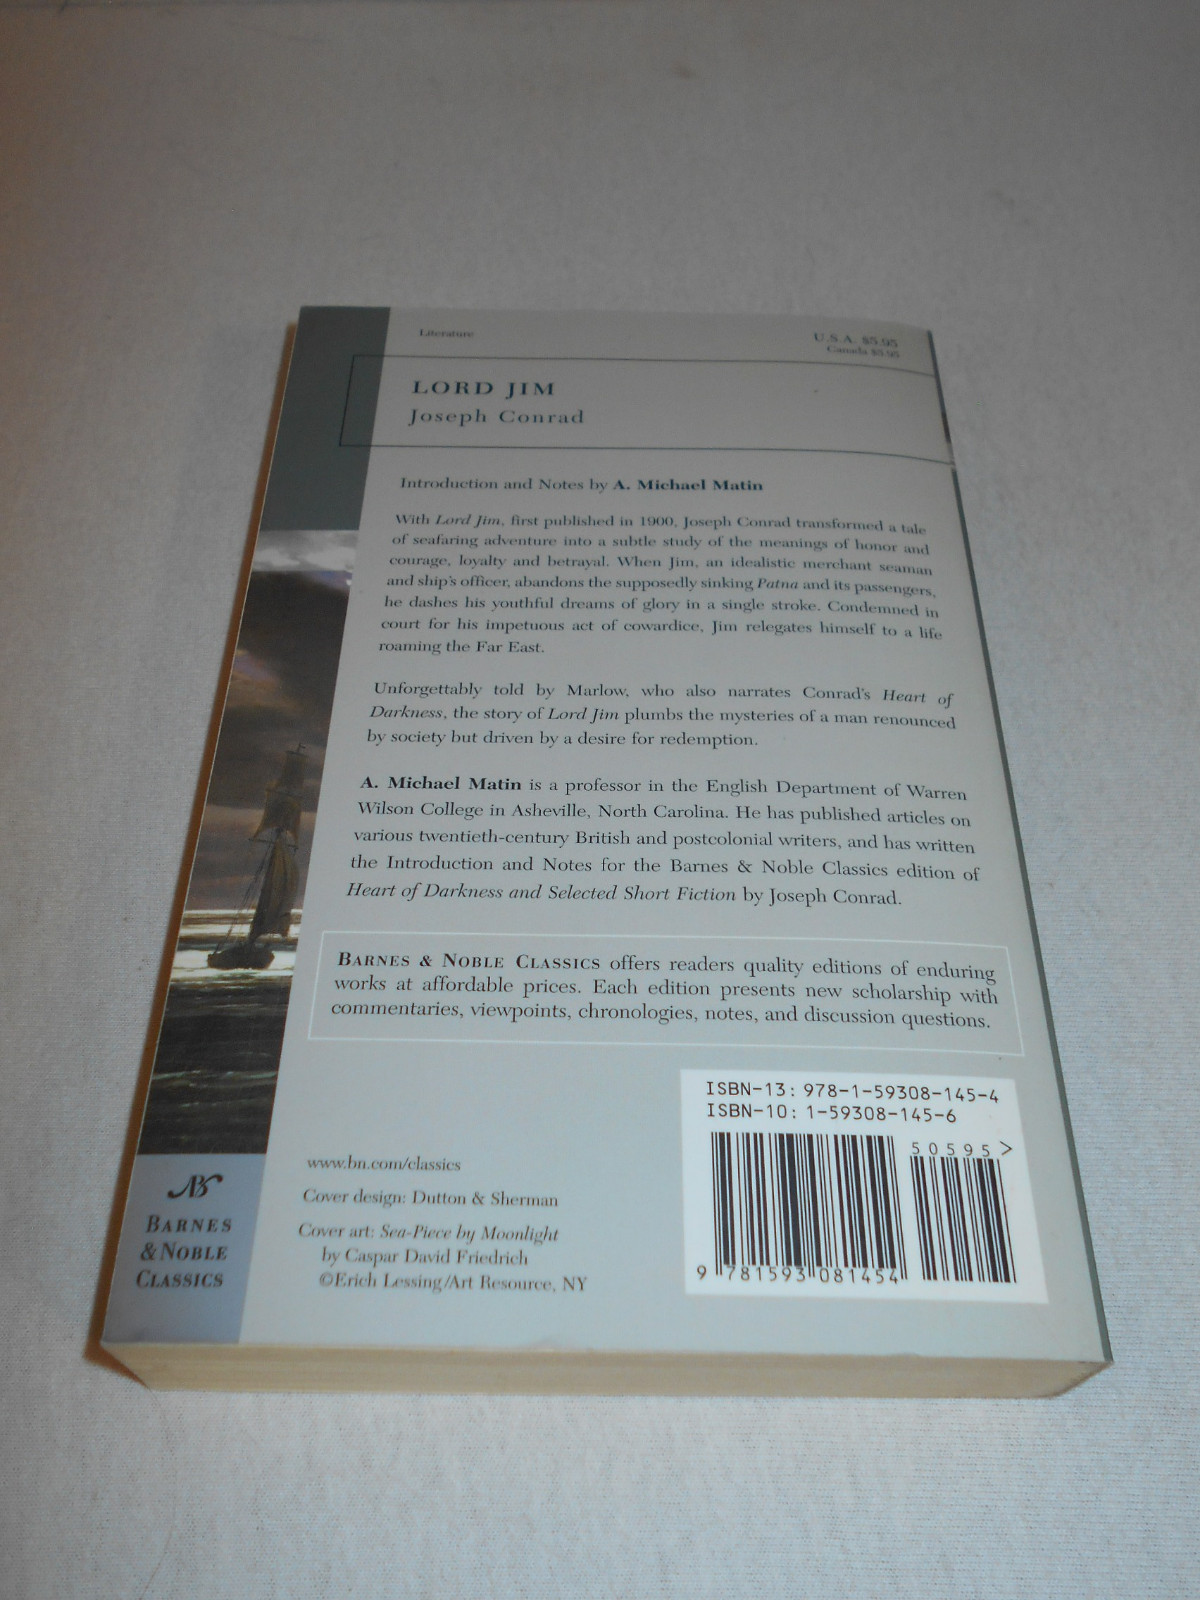 Literature
U.S.A. $5.95
Canada $5.95
LORD JIM
Joseph Conrad
Introduction and Notes by A. Michael Matin
With Lord Jim, first published in 1900, Joseph Conrad transformed a tale
of seafaring adventure into a subtle study of the meanings of honor and
courage, loyalty and betrayal. When Jim, an idealistic merchant seaman
and ship's officer, abandons the supposedly sinking Patna and its passengers,
he dashes his youthful dreams of glory in a single stroke. Condemned in
court for his impetuous act of cowardice, Jim relegates himself to a life
roaming the Far East.
Unforgettably told by Marlow, who also narrates Conrad's Heart of
Darkness, the story of Lord Jim plumbs the mysteries of a man renounced
by society but driven by a desire for redemption.
A. Michael Matin is a professor in the English Department of Warren
Wilson College in Asheville, North Carolina. He has published articles on
various twentieth-century British and postcolonial writers, and has written
the Introduction and Notes for the Barnes & Noble Classics edition of
Heart of Darkness and Selected Short Fiction by Joseph Conrad.
BARNES & NOBLE CLASSICS offers readers quality editions of enduring
works at affordable prices. Each edition presents new scholarship with
commentaries, viewpoints, chronologies, notes, and discussion questions.
ISBN-13: 978-1-59308-145-4
ISBN-10: 1-59308-145-6
50595>
9 781593 081454
www.bn.com/classics
Cover design: Dutton & Sherman
Cover art: Sea-Piece by Moonlight
by Caspar David Friedrich
©Erich Lessing/Art Resource, NY
BN
BARNES
& NOBLE
CLASSICS